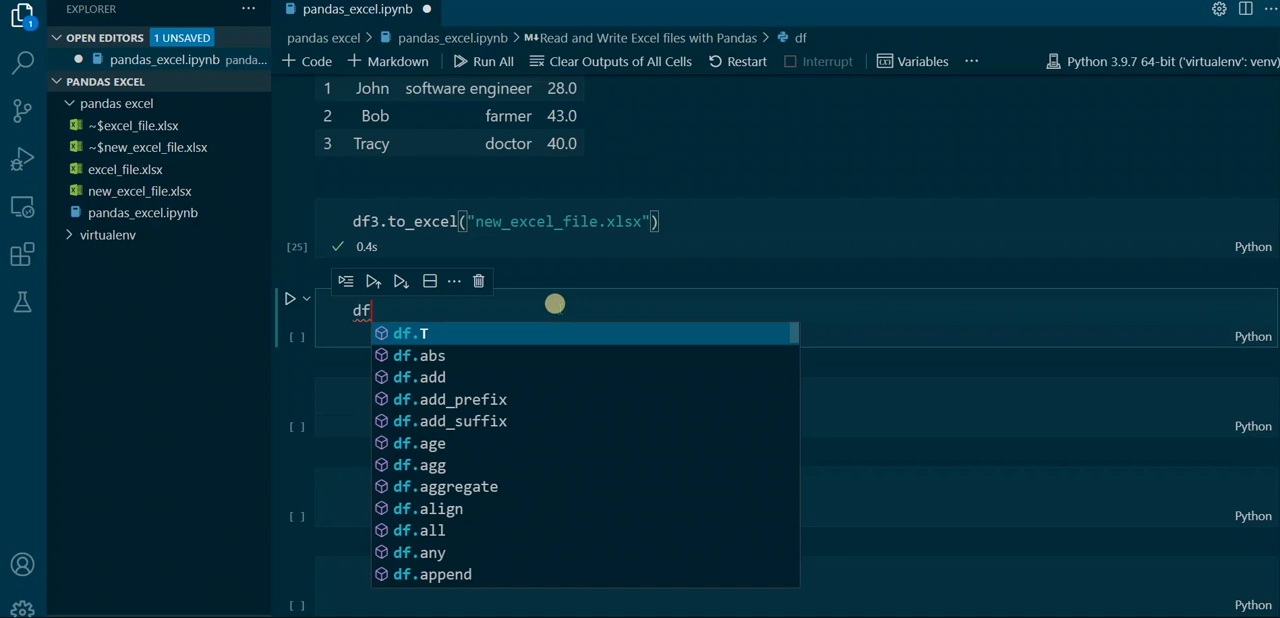 EXPLORER
···
OPEN EDITORS 1 UNSAVED
pandas_excel.ipynb panda...
PANDAS EXCEL
pandas excel
~$excel_file.xlsx
~$new_excel_file.xlsx
excel_file.xlsx
new_excel_file.xlsx
pandas_excel.ipynb
virtualenv
1
pandas_excel.ipynb
pandas excel > pandas_excel.ipynb > M↓Read and Write Excel files with Pandas > df
+ Code + Markdown Run All Clear Outputs of All Cells Restart Interrupt Variables ··· Python 3.9.7 64-bit ('virtualenv': venv)
1 John software engineer 28.0
2 Bob farmer 43.0
3 Tracy doctor 40.0
df3.to_excel("new_excel_file.xlsx")
[25] 0.4s Python
df
[ ] Python
df.T
df.abs
df.add
df.add_prefix
df.add_suffix
[ ] Python
df.age
df.agg
df.aggregate
df.align
[ ] Python
df.all
df.any
df.append
[ ] Python